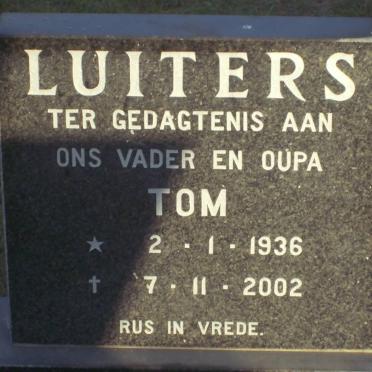 LUITERS
TER GEDAGTENIS AAN
ONS VADER EN OUPA
TOM
★ 2 - 1 - 1936
† 7 - 11 - 2002
RUS IN VREDE.